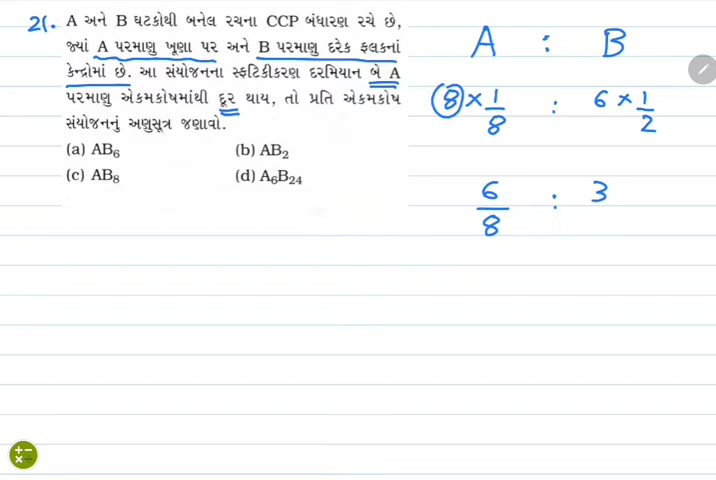 21. A અને B ઘટકોથી બનેલ રચના CCP બંધારણ રચે છે,
જ્યાં A પરમાણુ ખૂણા પર અને B પરમાણુ દરેક ફલકનાં
કેન્દ્રોમાં છે. આ સંયોજનના સ્ફટિકીકરણ દરમિયાન બે A
પરમાણુ એકમકોષમાંથી દૂર થાય, તો પ્રતિ એકમકોષ
સંયોજનનું અણુસૂત્ર જણાવો.
(a) AB₆ (b) AB₂
(c) AB₈ (d) A₆B₂₄
A : B
8 × 1/8 : 6 × 1/2
6/8 : 3